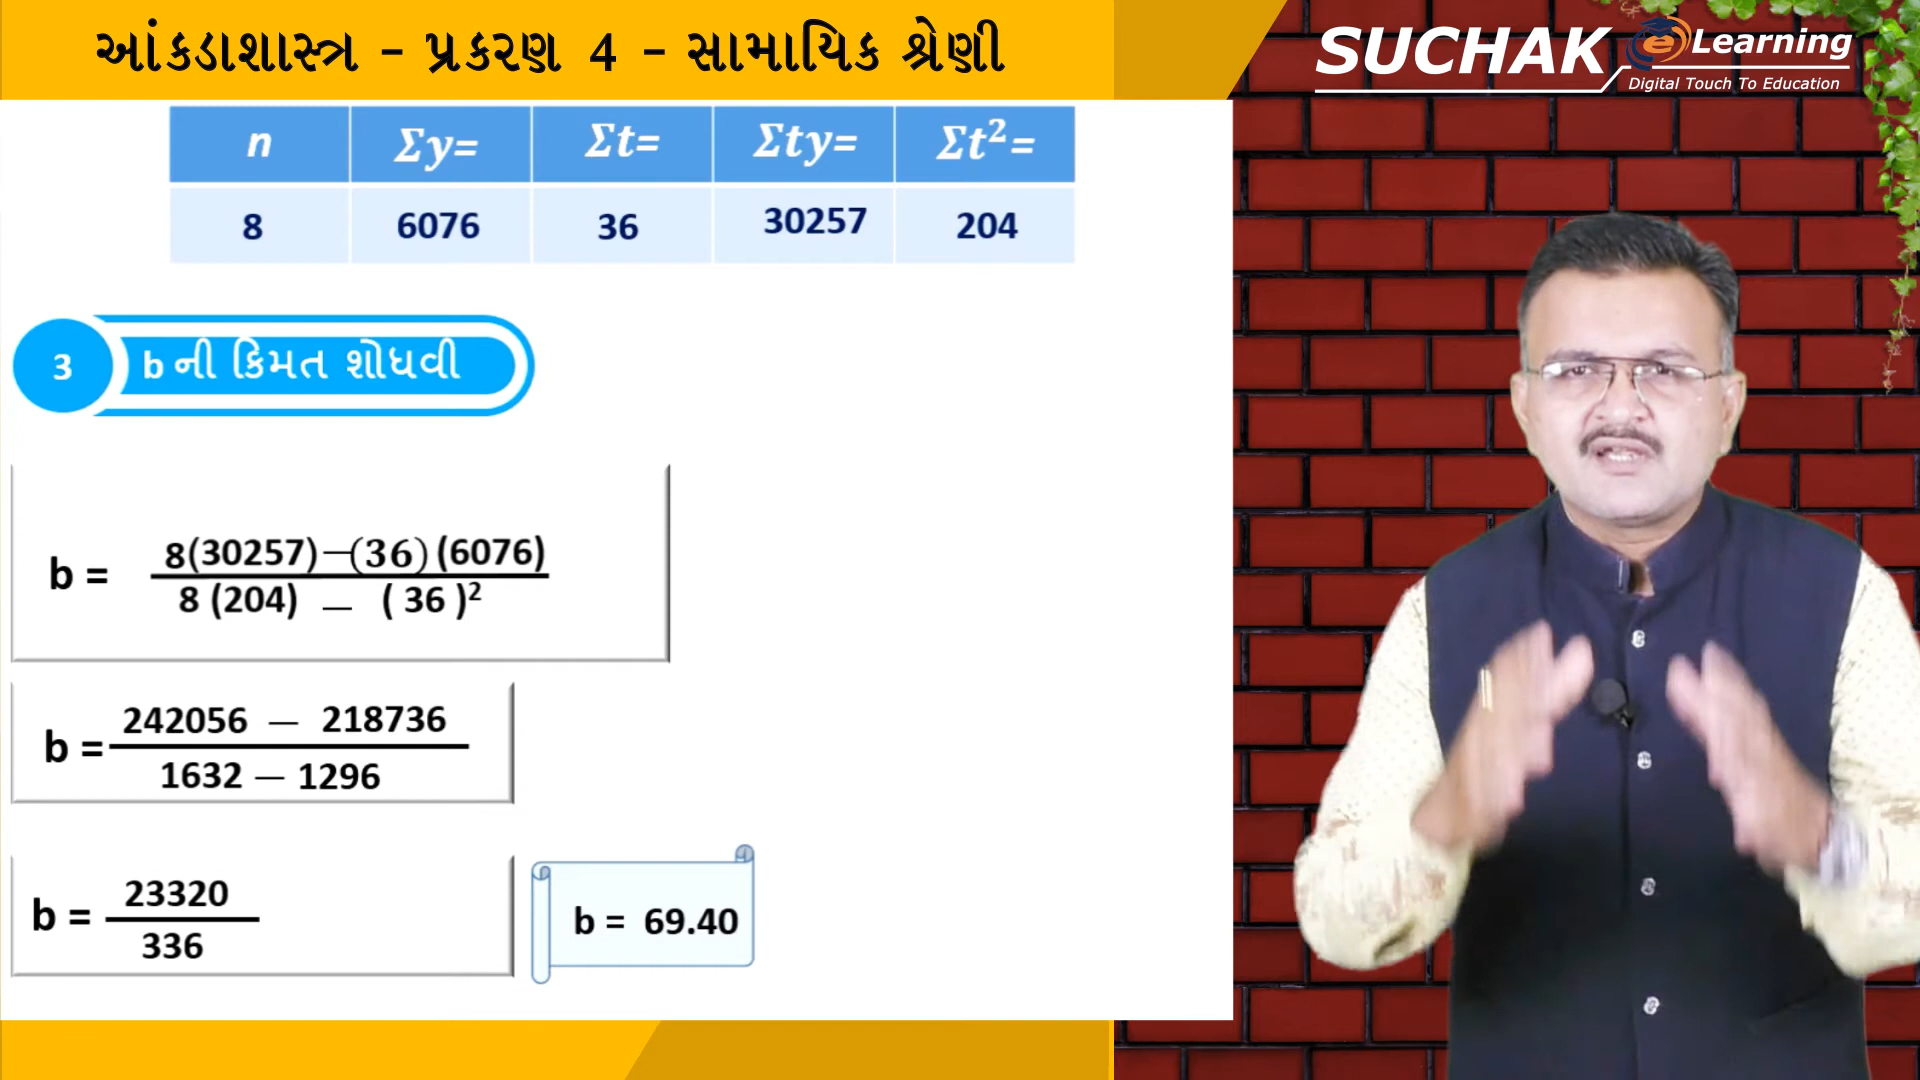 આંકડાશાસ્ત્ર - પ્રકરણ 4 - સામાયિક શ્રેણી
SUCHAK e Learning
Digital Touch To Education
n Σy= Σt= Σty= Σt²=
8 6076 36 30257 204
3 b ની કિંમત શોધવી
b = 8(30257)—(36)(6076)
8 (204) — ( 36 )²
b = 242056 — 218736
1632 — 1296
b = 23320
336
b = 69.40